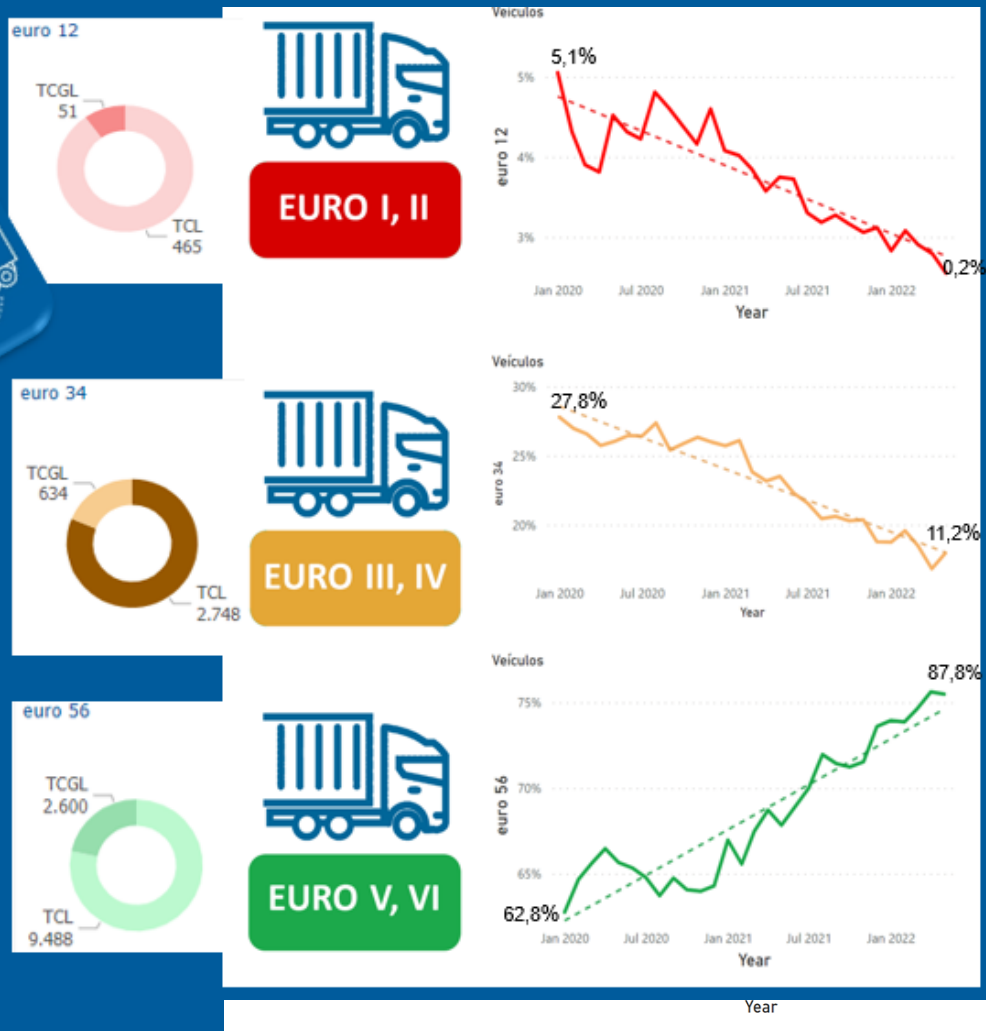 euro 12
TCGL
51
TCL
465
EURO I, II
Veículos
5,1%
5%
4%
3%
euro 12
0,2%
Jan 2020
Jul 2020
Jan 2021
Jul 2021
Jan 2022
Year
euro 34
TCGL
634
TCL
2.748
EURO III, IV
Veículos
30%
27,8%
25%
20%
euro 34
11,2%
Jan 2020
Jul 2020
Jan 2021
Jul 2021
Jan 2022
Year
euro 56
TCGL
2.600
TCL
9.488
EURO V, VI
Veículos
87,8%
75%
70%
65%
euro 56
62,8%
Jan 2020
Jul 2020
Jan 2021
Jul 2021
Jan 2022
Year
Year